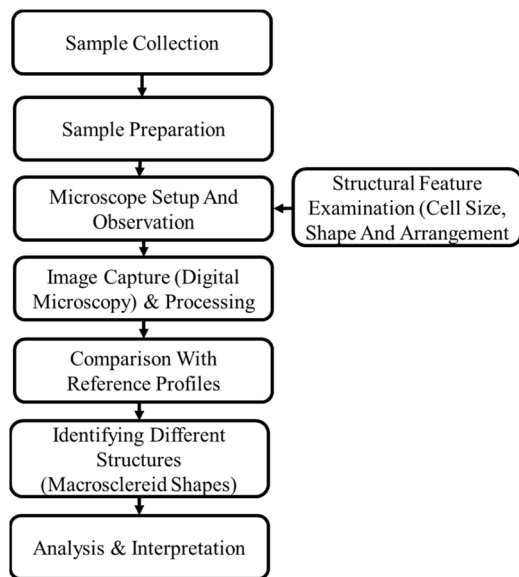 Sample Collection
Sample Preparation
Microscope Setup And
Observation
Structural Feature
Examination (Cell Size,
Shape And Arrangement
Image Capture (Digital
Microscopy) & Processing
Comparison With
Reference Profiles
Identifying Different
Structures
(Macrosclereid Shapes)
Analysis & Interpretation